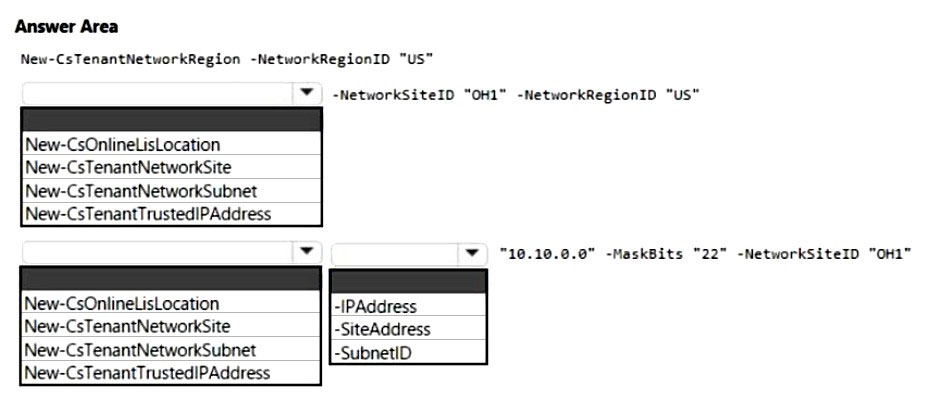 Answer Area
New-CsTenantNetworkRegion -NetworkRegionID "US"
-NetworkSiteID "OH1" -NetworkRegionID "US"
New-CsOnlineLisLocation
New-CsTenantNetworkSite
New-CsTenantNetworkSubnet
New-CsTenantTrustedIPAddress
"10.10.0.0" -MaskBits "22" -NetworkSiteID "OH1"
New-CsOnlineLisLocation
New-CsTenantNetworkSite
New-CsTenantNetworkSubnet
New-CsTenantTrustedIPAddress
-IPAddress
-SiteAddress
-SubnetID